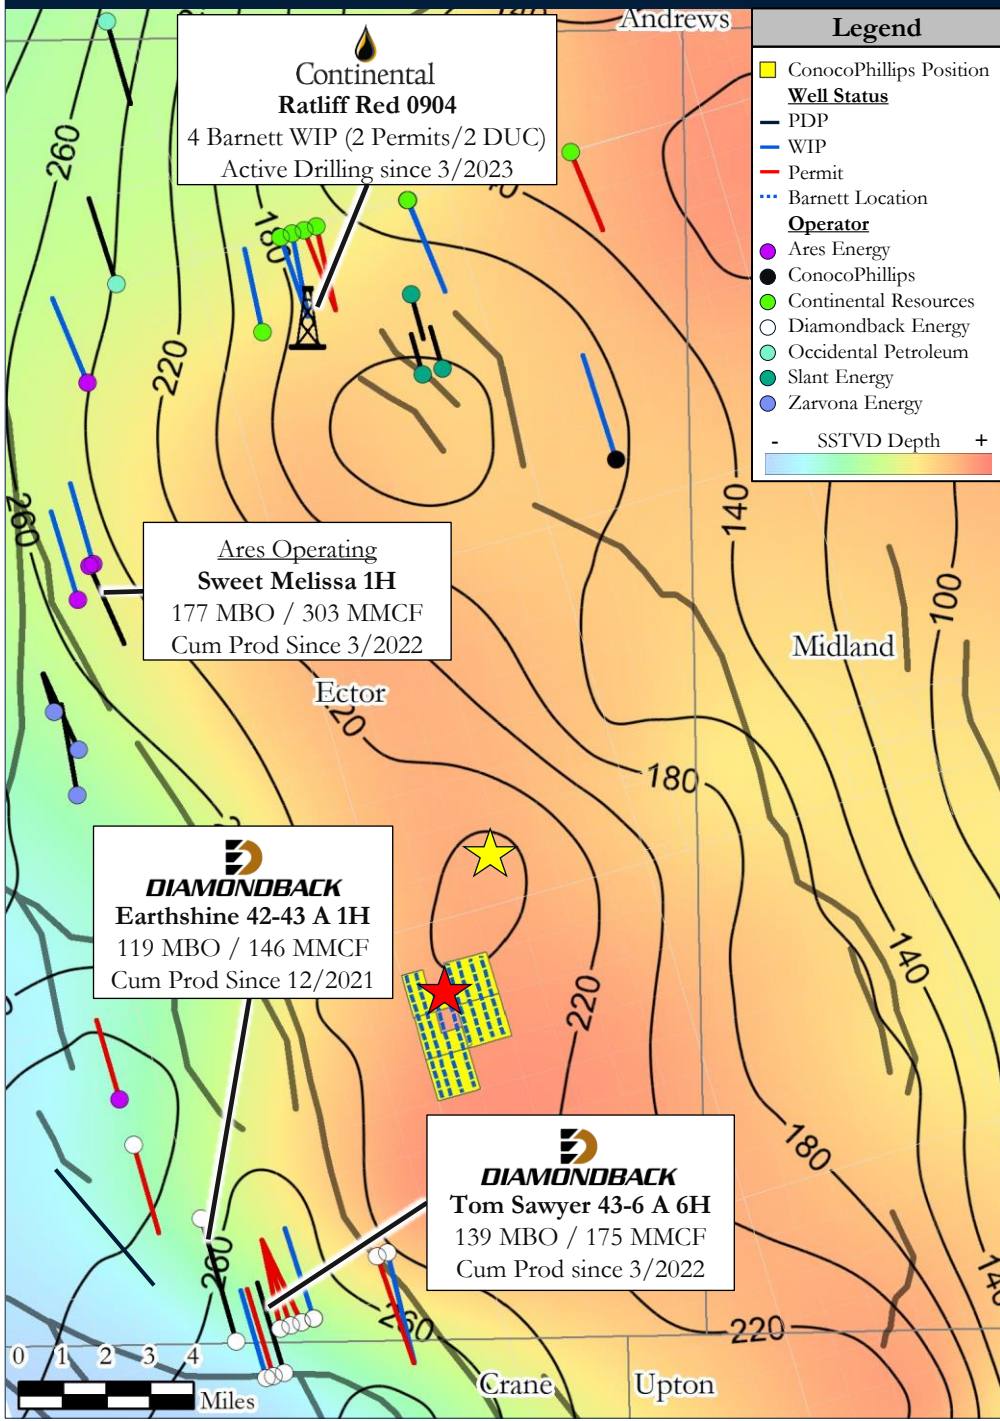 Andrews
Legend
ConocoPhillips Position
Well Status
PDP
WIP
Permit
Barnett Location
Operator
Ares Energy
ConocoPhillips
Continental Resources
Diamondback Energy
Occidental Petroleum
Slant Energy
Zarvona Energy
- SSTVD Depth +
Continental
Ratliff Red 0904
4 Barnett WIP (2 Permits/2 DUC)
Active Drilling since 3/2023
180
260
180
220
260
140
100
Ares Operating
Sweet Melissa 1H
177 MBO / 303 MMCF
Cum Prod Since 3/2022
Midland
Ector
180
DIAMONDBACK
Earthshine 42-43 A 1H
119 MBO / 146 MMCF
Cum Prod Since 12/2021
140
220
DIAMONDBACK
Tom Sawyer 43-6 A 6H
139 MBO / 175 MMCF
Cum Prod since 3/2022
180
260
260
220
0 1 2 3 4
Miles
Crane
Upton